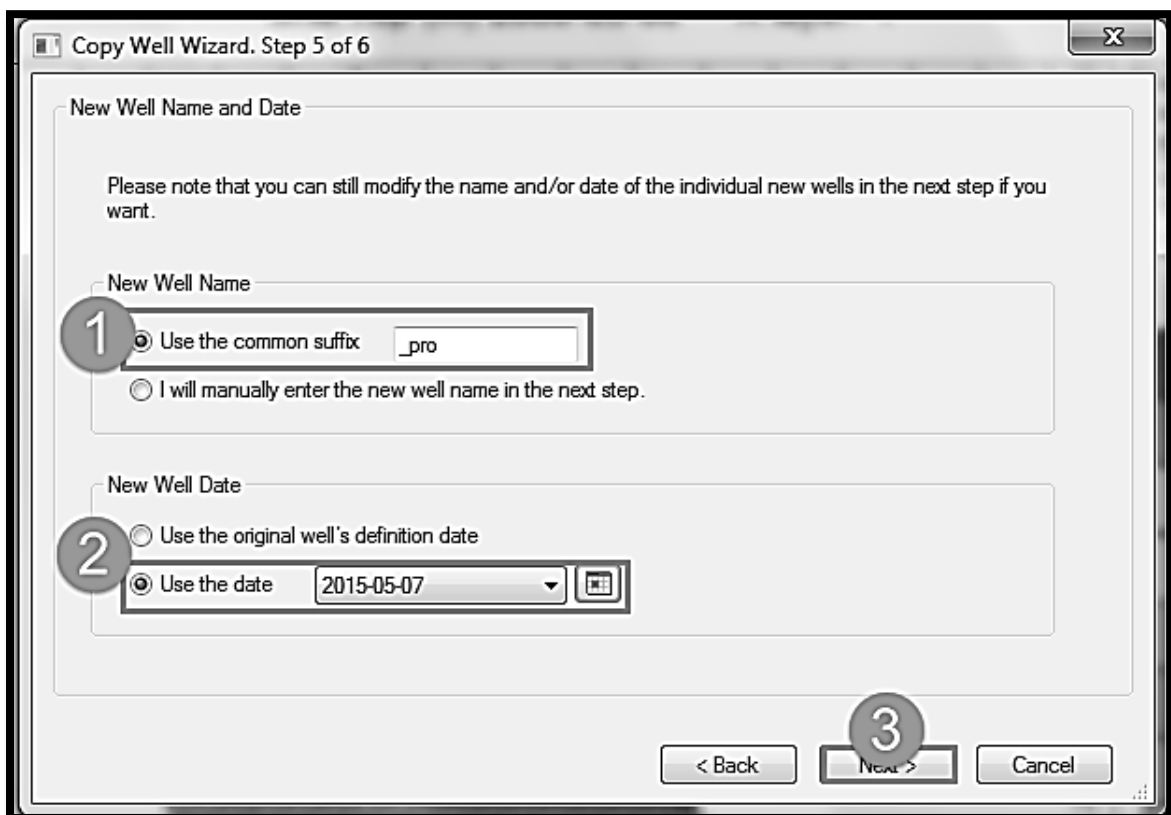 Copy Well Wizard. Step 5 of 6
X
New Well Name and Date
Please note that you can still modify the name and/or date of the individual new wells in the next step if you
want.
New Well Name
1
Use the common suffix _pro
I will manually enter the new well name in the next step.
New Well Date
Use the original well's definition date
2
Use the date 2015-05-07
3
< Back Next > Cancel